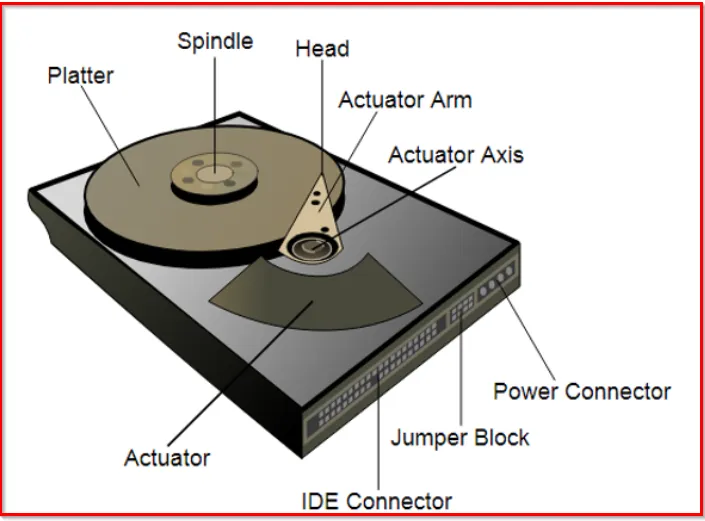 Spindle
Head
Platter
Actuator Arm
Actuator Axis
Power Connector
Jumper Block
Actuator
IDE Connector